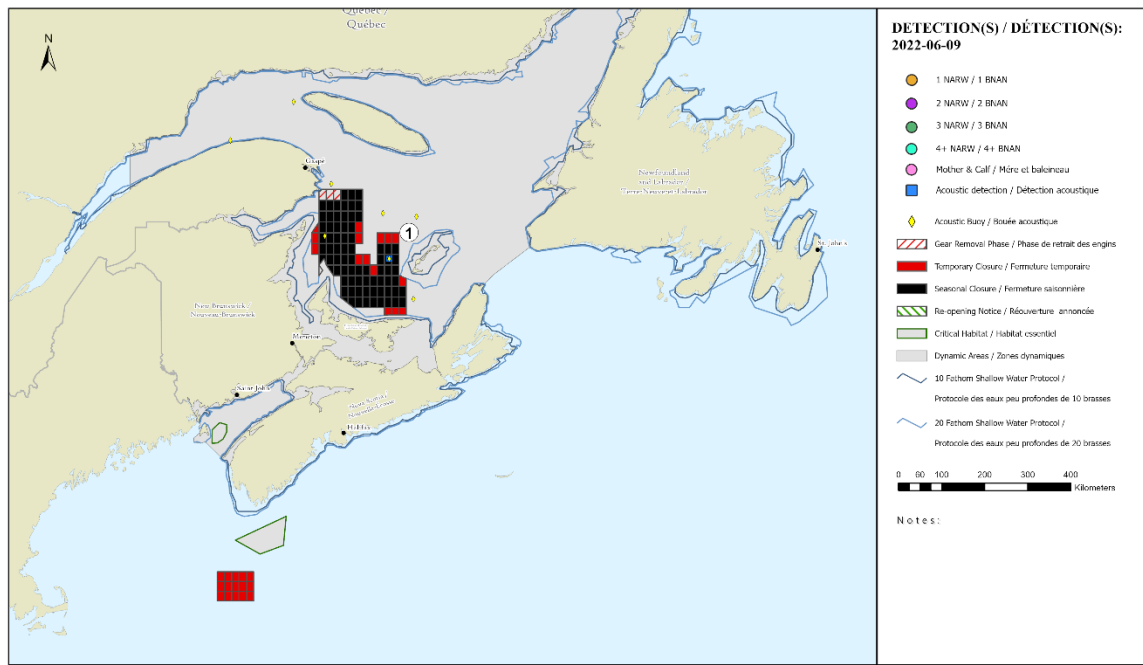 Québec /
Québec
N
Gaspé
Newfoundland
and Labrador /
Terre-Neuve-et-Labrador
St. John's
1
New Brunswick /
Nouveau-Brunswick
Moncton
Saint John
Nova Scotia /
Nouvelle-Écosse
Halifax
DETECTION(S) / DÉTECTION(S):
2022-06-09
1 NARW / 1 BNAN
2 NARW / 2 BNAN
3 NARW / 3 BNAN
4+ NARW / 4+ BNAN
Mother & Calf / Mère et baleineau
Acoustic detection / Détection acoustique
Acoustic Buoy / Bouée acoustique
Gear Removal Phase / Phase de retrait des engins
Temporary Closure / Fermeture temporaire
Seasonal Closure / Fermeture saisonnière
Re-opening Notice / Réouverture annoncée
Critical Habitat / Habitat essentiel
Dynamic Areas / Zones dynamiques
10 Fathom Shallow Water Protocol /
Protocole des eaux peu profondes de 10 brasses
20 Fathom Shallow Water Protocol /
Protocole des eaux peu profondes de 20 brasses
0 50 100 200 300 400
Kilometers
Notes: